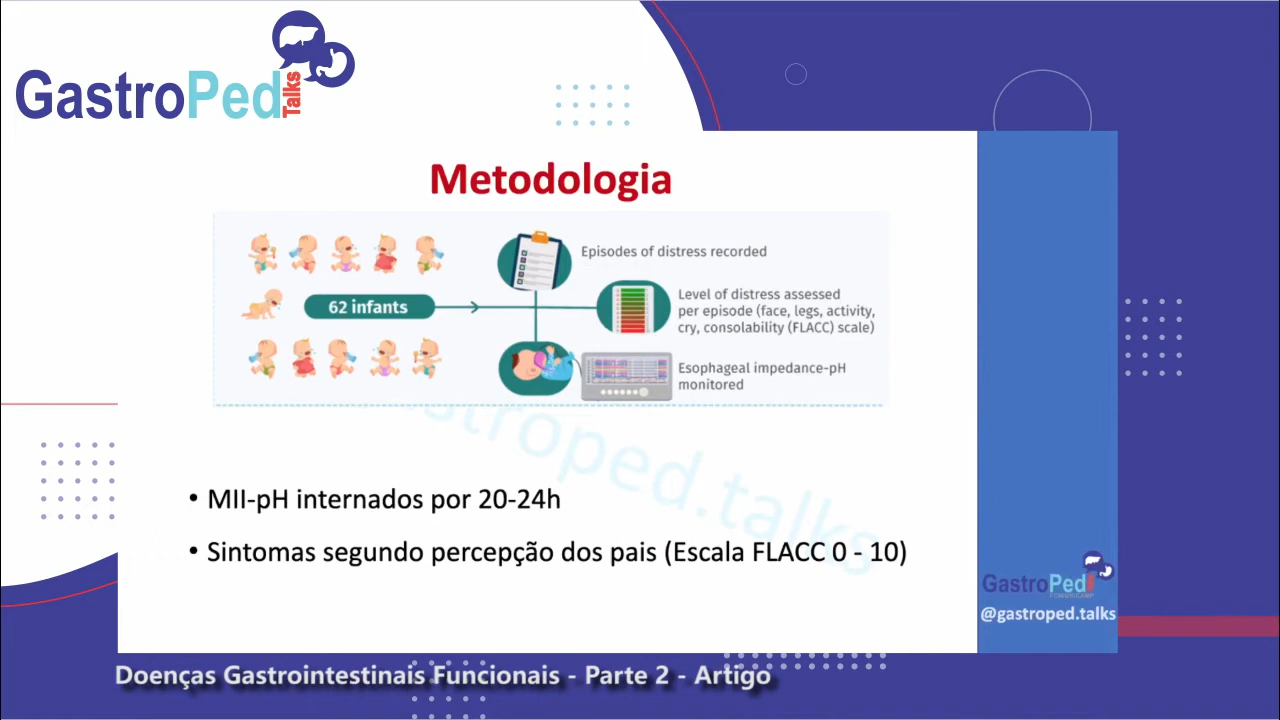 GastroPed
Talks
Metodologia
62 infants
Episodes of distress recorded
Level of distress assessed
per episode (face, legs, activity,
cry, consolability (FLACC) scale)
Esophageal impedance-pH
monitored
• MII-pH internados por 20-24h
• Sintomas segundo percepção dos pais (Escala FLACC 0 - 10)
GastroPed
@gastroped.talks
Doenças Gastrointestinais Funcionais - Parte 2 - Artigo